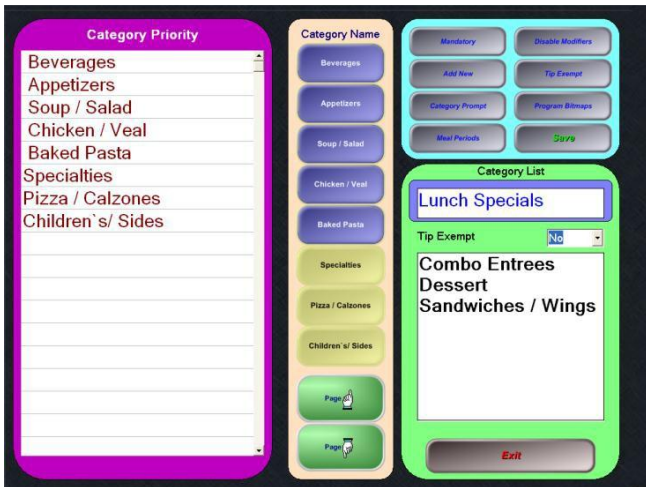 Category Priority
Beverages
Appetizers
Soup / Salad
Chicken / Veal
Baked Pasta
Specialties
Pizza / Calzones
Children`s/ Sides
Category Name
Beverages
Appetizers
Soup / Salad
Chicken / Veal
Baked Pasta
Specialties
Pizza / Calzones
Children`s/ Sides
Page
Page
Mandatory
Disable Modifiers
Add New
Tip Exempt
Category Prompt
Program Bitmaps
Meal Periods
Save
Category List
Lunch Specials
Tip Exempt No
Combo Entrees
Dessert
Sandwiches / Wings
Exit